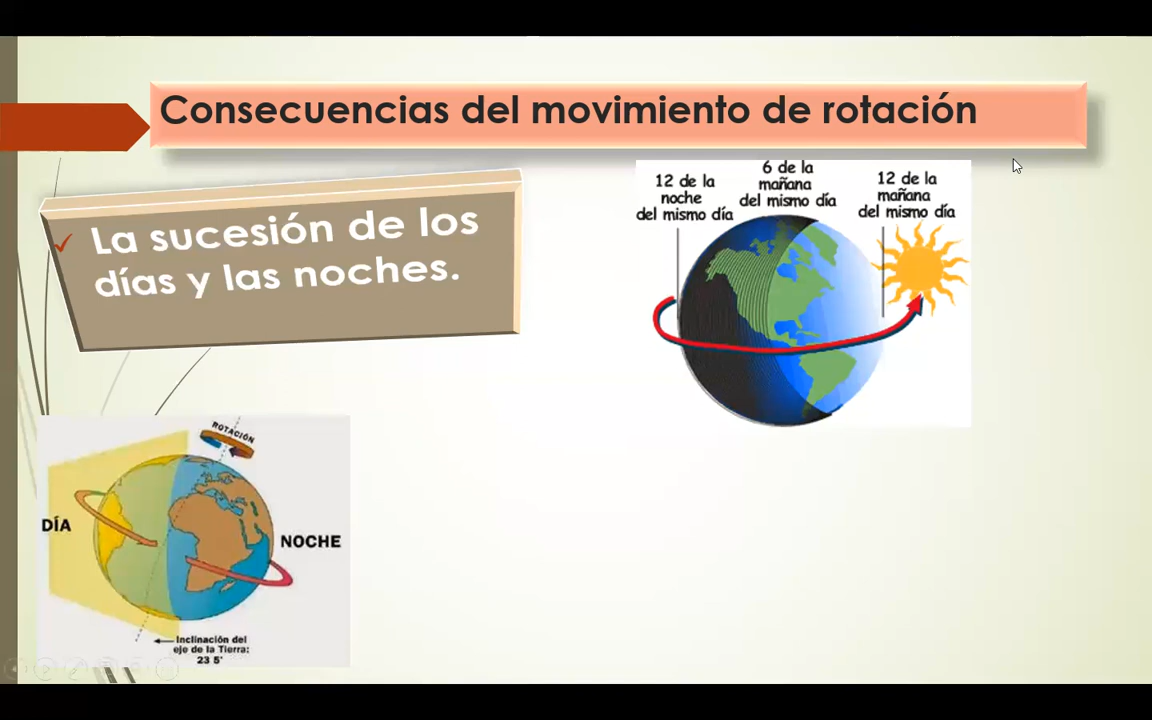 Consecuencias del movimiento de rotación
La sucesión de los
días y las noches.
12 de la
noche
del mismo día
6 de la
mañana
del mismo día
12 de la
mañana
del mismo día
ROTACIÓN
DÍA
NOCHE
Inclinación del
eje de la Tierra:
23 5'